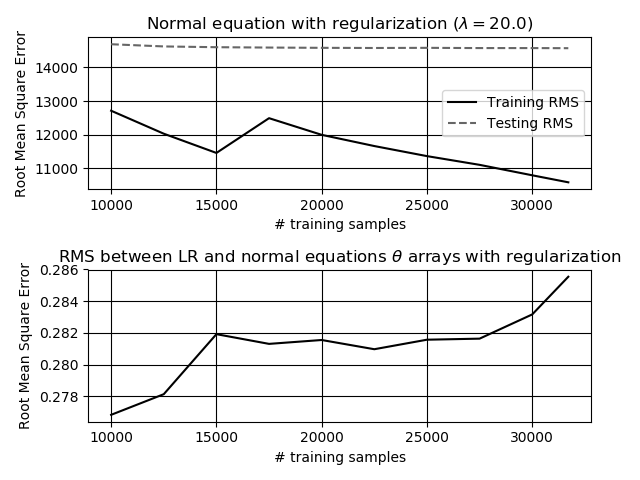 Normal equation with regularization (λ = 20.0)
Root Mean Square Error
14000
13000
12000
11000
Training RMS
Testing RMS
10000 15000 20000 25000 30000
# training samples
RMS between LR and normal equations θ arrays with regularization
Root Mean Square Error
0.286
0.284
0.282
0.280
0.278
10000 15000 20000 25000 30000
# training samples